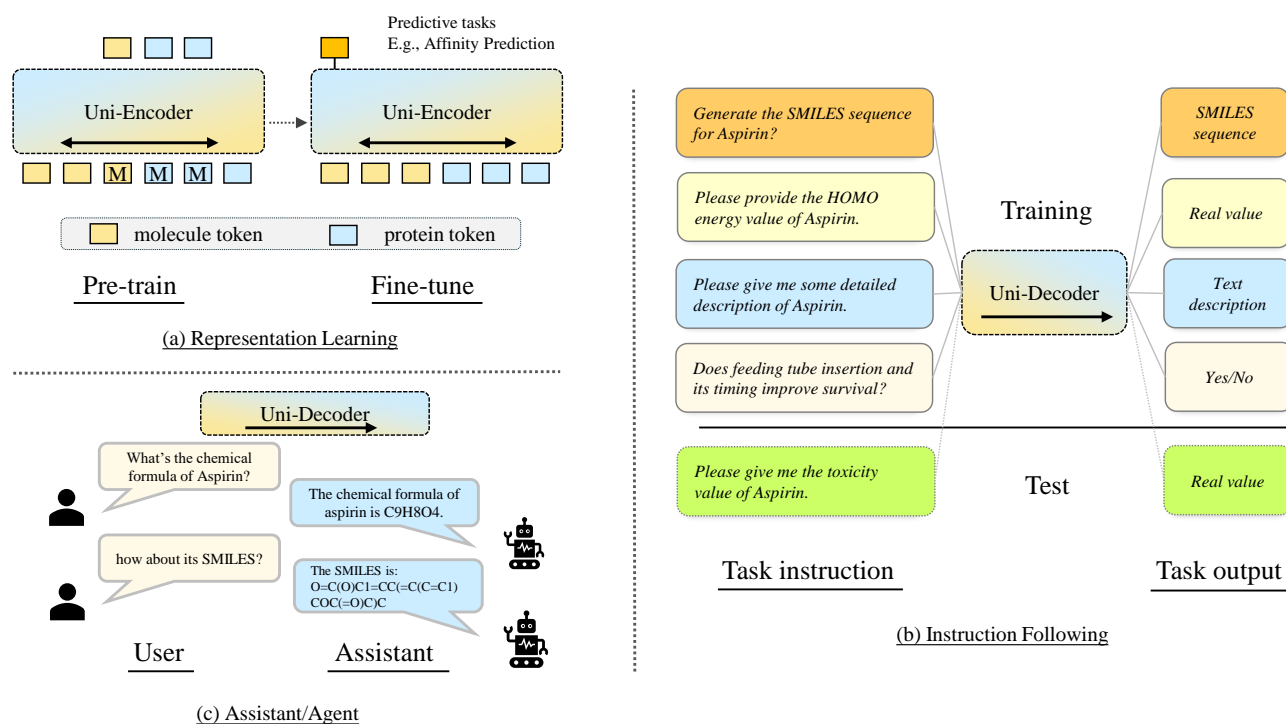 Predictive tasks
E.g., Affinity Prediction
Uni-Encoder
Uni-Encoder
M
M
M
molecule token
protein token
Pre-train
Fine-tune
(a) Representation Learning
Uni-Decoder
What's the chemical
formula of Aspirin?
The chemical formula of
aspirin is C9H8O4.
how about its SMILES?
The SMILES is:
O=C(O)C1=CC(=C(C=C1)
COC(=O)C)C
User
Assistant
(c) Assistant/Agent
Generate the SMILES sequence
for Aspirin?
Please provide the HOMO
energy value of Aspirin.
Please give me some detailed
description of Aspirin.
Does feeding tube insertion and
its timing improve survival?
Please give me the toxicity
value of Aspirin.
Training
Uni-Decoder
Test
SMILES
sequence
Real value
Text
description
Yes/No
Real value
Task instruction
Task output
(b) Instruction Following